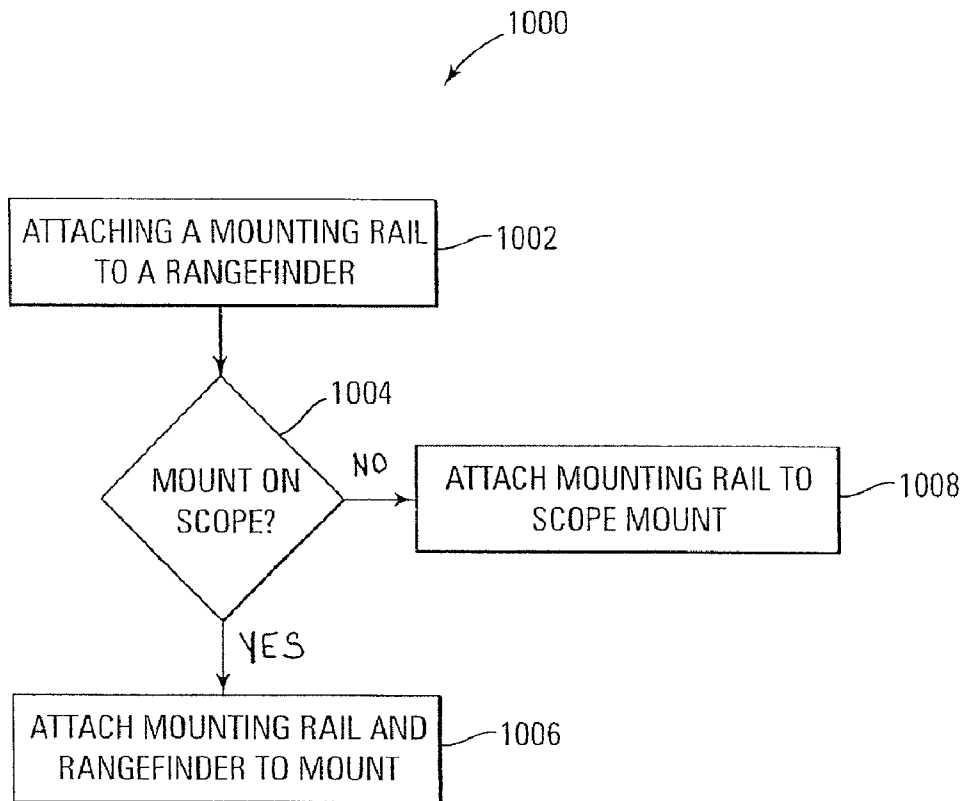 1000
ATTACHING A MOUNTING RAIL
TO A RANGEFINDER
1002
1004
MOUNT ON
SCOPE?
NO
ATTACH MOUNTING RAIL TO
SCOPE MOUNT
1008
YES
ATTACH MOUNTING RAIL AND
RANGEFINDER TO MOUNT
1006